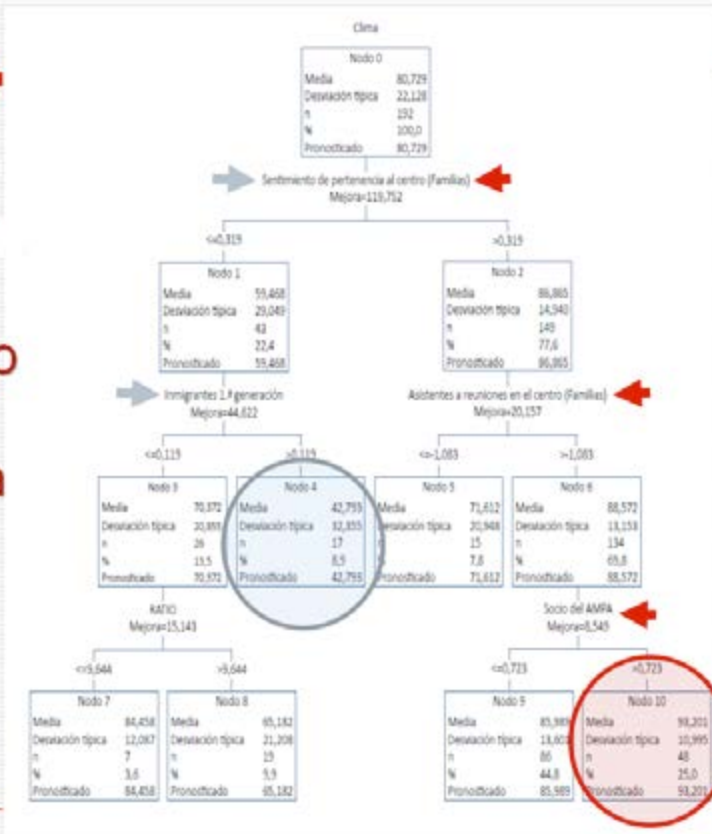 Clima
Nodo 0
Media 80,729
Desviación típica 22,128
n 192
% 100,0
Pronosticado 80,729
Sentimiento de pertenencia al centro (Familias)
Mejora=119,752
<=0,319
>0,319
Nodo 1
Media 59,468
Desviación típica 29,049
n 43
% 22,4
Pronosticado 59,468
Nodo 2
Media 86,865
Desviación típica 14,940
n 149
% 77,6
Pronosticado 86,865
Inmigrantes 1.ª generación
Mejora=44,622
Asistentes a reuniones en el centro (Familias)
Mejora=20,157
<=0,119
>0,119
<=-1,083
>-1,083
Nodo 3
Media 70,372
Desviación típica
n 26
% 13,5
Pronosticado
Nodo 4
Media 42,793
Desviación típica
n 17
% 8,9
Pronosticado 42,793
Nodo 5
Media 71,612
Desviación típica 20,948
n 15
% 7,8
Pronosticado 71,612
Nodo 6
Media 88,572
Desviación típica 13,153
n 134
% 69,8
Pronosticado 88,572
RATIO
Mejora=15,143
Socio del AMPA
Mejora=8,549
<=9,644
>9,644
<=0,723
>0,723
Nodo 7
Media 84,458
Desviación típica 12,087
n 7
% 3,6
Pronosticado 84,458
Nodo 8
Media 65,182
Desviación típica 21,208
n 19
% 9,9
Pronosticado 65,182
Nodo 9
Media 85,989
Desviación típica
n 86
% 44,8
Pronosticado 85,989
Nodo 10
Media 93,201
Desviación típica 10,995
n 48
% 25,0
Pronosticado 93,201